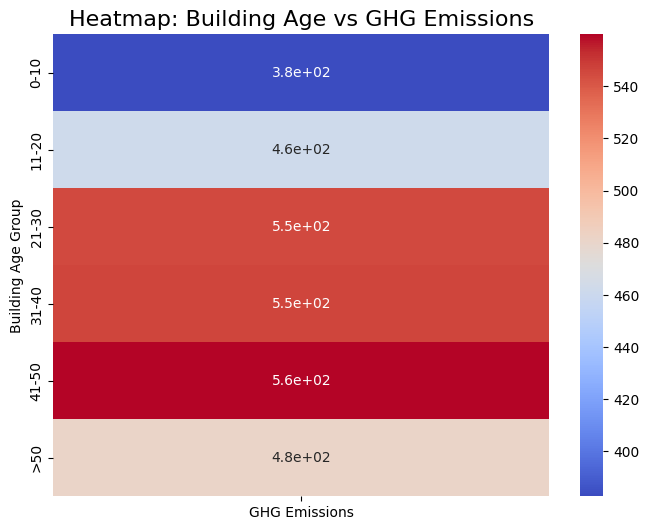 Heatmap: Building Age vs GHG Emissions
Building Age Group
0-10
3.8e+02
11-20
4.6e+02
21-30
5.5e+02
31-40
5.5e+02
41-50
5.6e+02
>50
4.8e+02
GHG Emissions
540
520
500
480
460
440
420
400